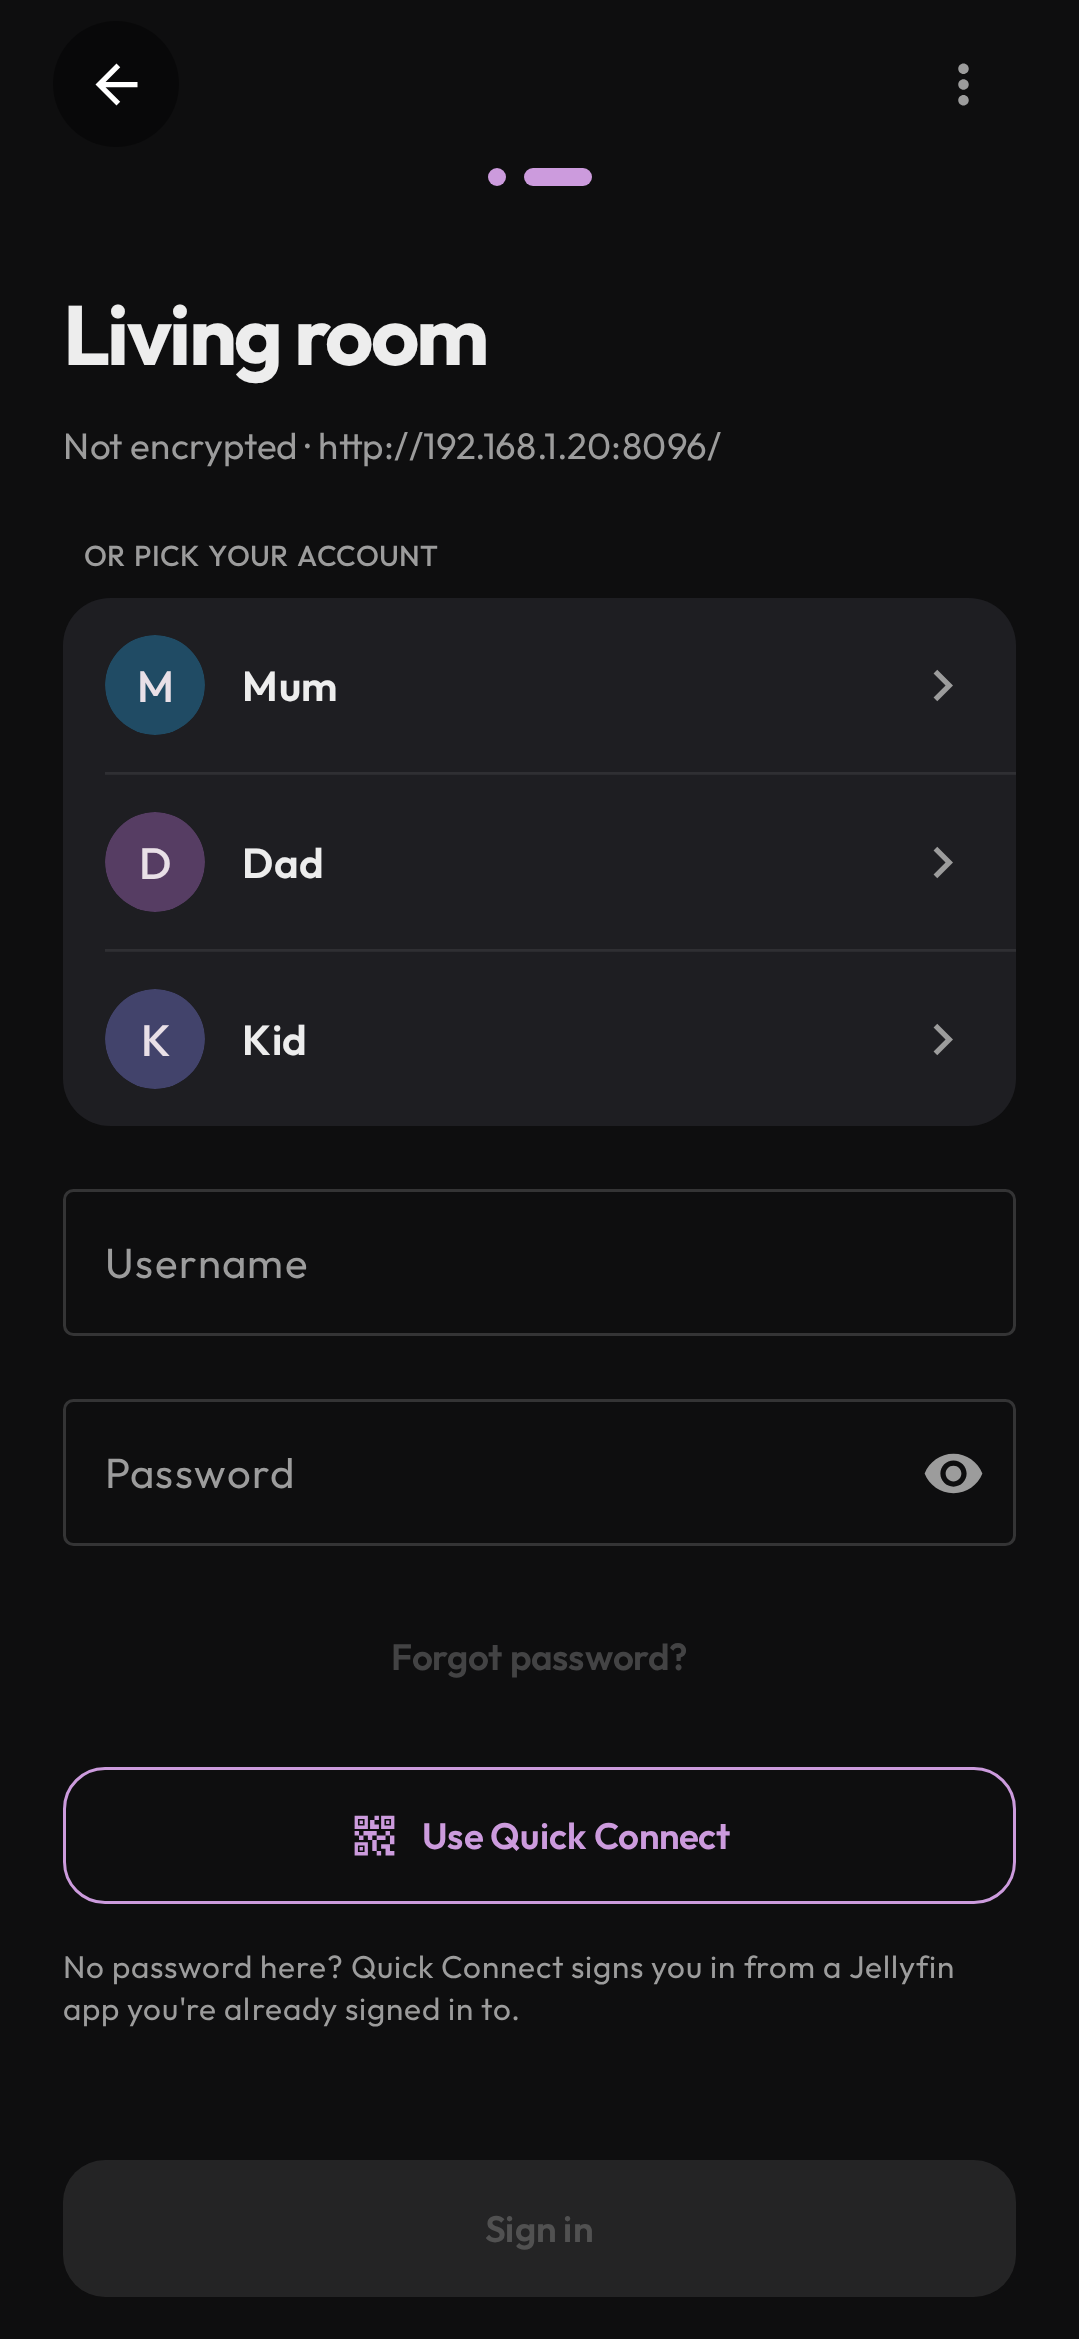 Living room
Not encrypted · http://192.168.1.20:8096/
OR PICK YOUR ACCOUNT
M Mum
D Dad
K Kid
Username
Password
Forgot password?
Use Quick Connect
No password here? Quick Connect signs you in from a Jellyfin
app you're already signed in to.
Sign in